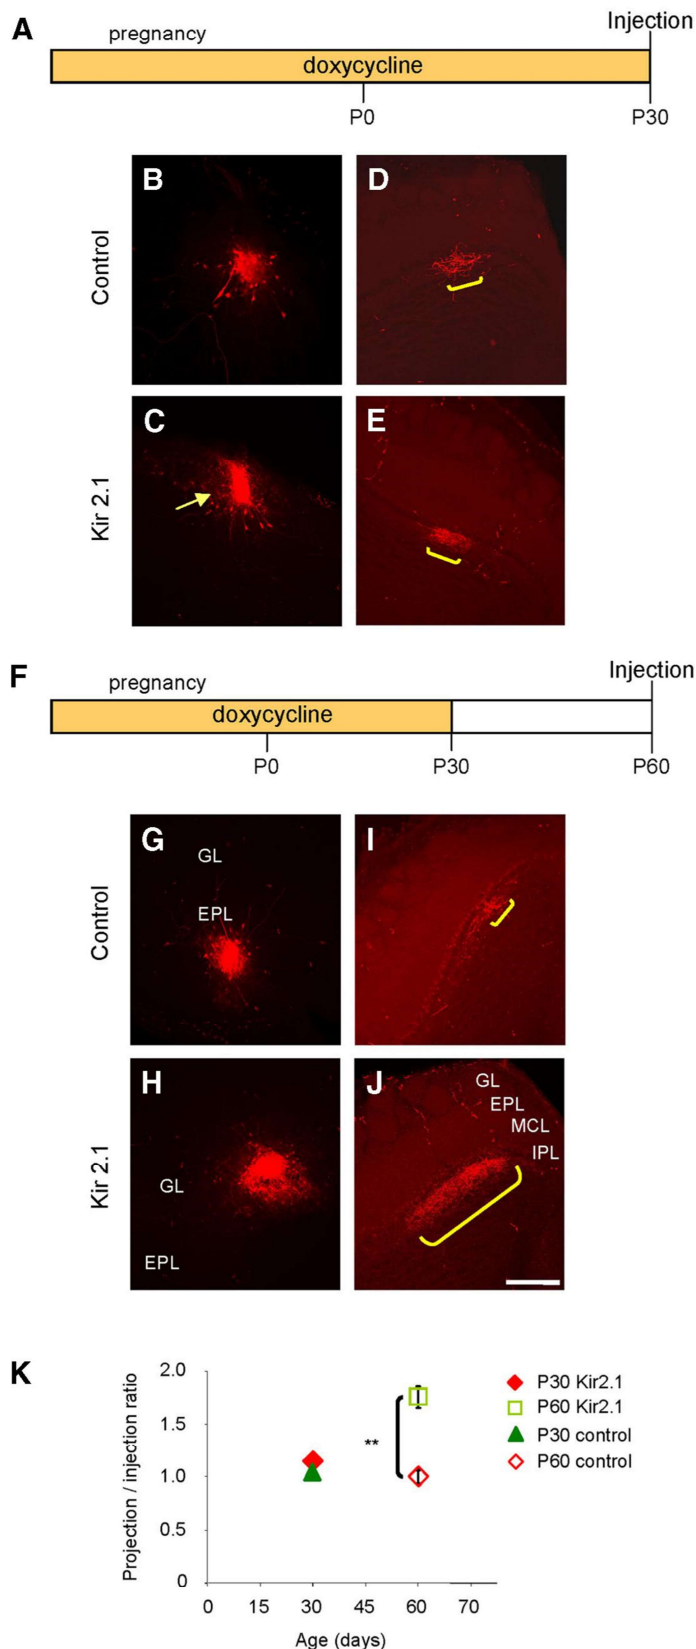 A
pregnancy
Injection
doxycycline
P0
P30
B
D
Control
C
E
Kir 2.1
F
pregnancy
Injection
doxycycline
P0
P30
P60
G
GL
EPL
I
Control
H
GL
EPL
J
GL
EPL
MCL
IPL
Kir 2.1
K
Projection / injection ratio
2.0
1.5
1.0
0.5
0
**
0 15 30 45 60 70
Age (days)
P30 Kir2.1
P60 Kir2.1
P30 control
P60 control